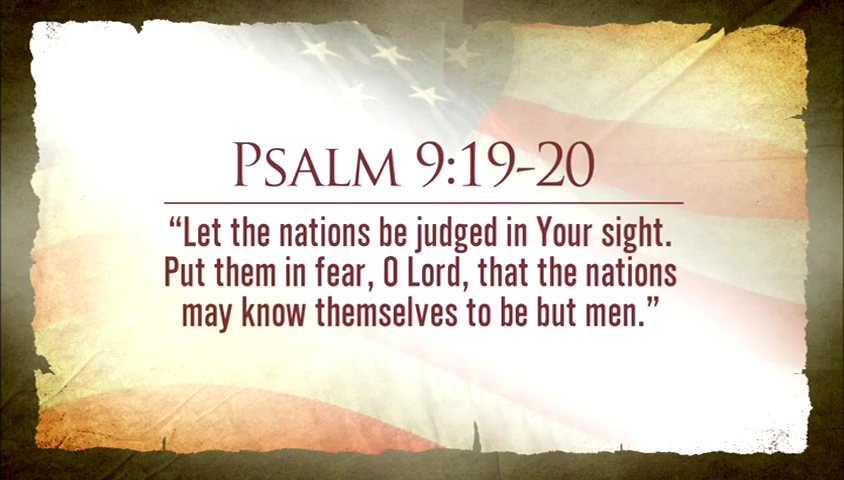 PSALM 9:19-20
“Let the nations be judged in Your sight.
Put them in fear, O Lord, that the nations
may know themselves to be but men.”